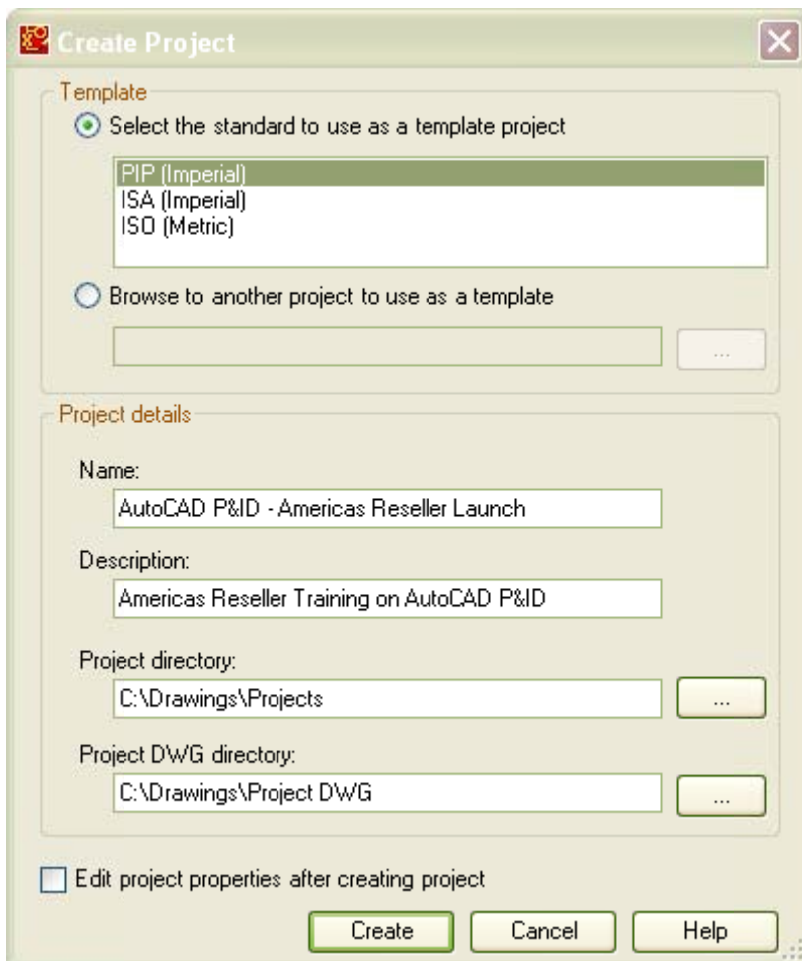 Create Project
Template
Select the standard to use as a template project
PIP (Imperial)
ISA (Imperial)
ISO (Metric)
Browse to another project to use as a template
...
Project details
Name:
AutoCAD P&ID - Americas Reseller Launch
Description:
Americas Reseller Training on AutoCAD P&ID
Project directory:
C:\Drawings\Projects
...
Project DWG directory:
C:\Drawings\Project DWG
...
Edit project properties after creating project
Create Cancel Help